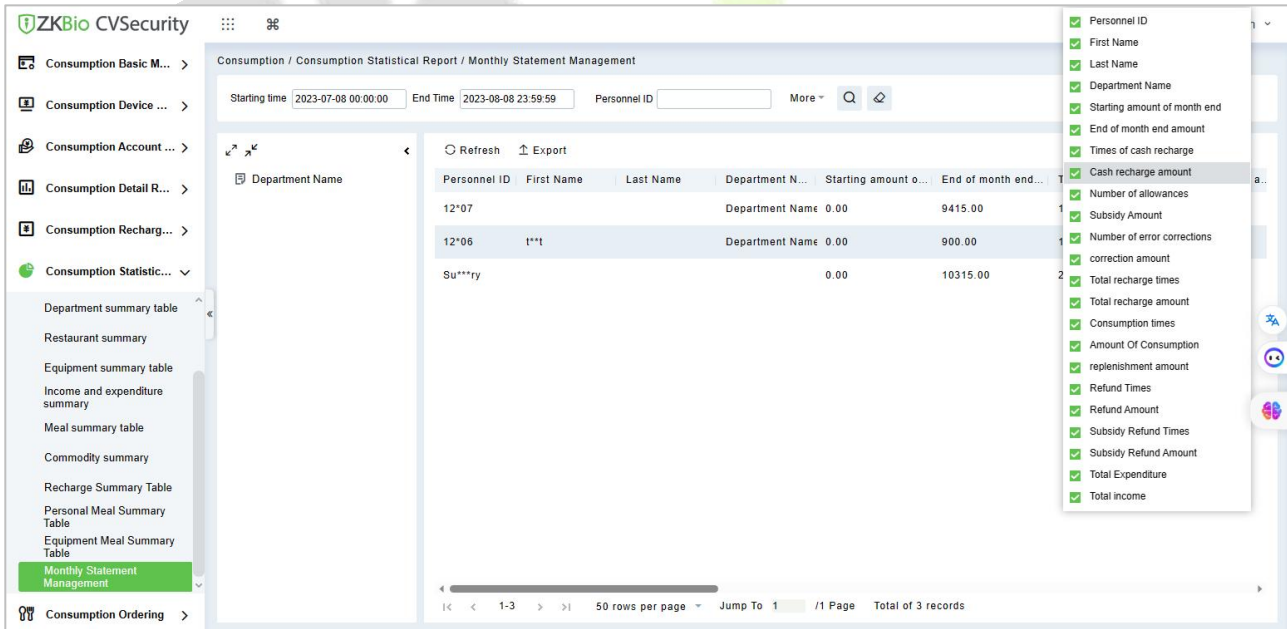 ZKBio CVSecurity
Consumption Basic M...
Consumption Device ...
Consumption Account ...
Consumption Detail R...
Consumption Recharg...
Consumption Statistic...
Department summary table
Restaurant summary
Equipment summary table
Income and expenditure
summary
Meal summary table
Commodity summary
Recharge Summary Table
Personal Meal Summary
Table
Equipment Meal Summary
Table
Monthly Statement
Management
Consumption Ordering
Consumption / Consumption Statistical Report / Monthly Statement Management
Starting time 2023-07-08 00:00:00 End Time 2023-08-08 23:59:59 Personnel ID More
Department Name
Refresh Export
Personnel ID First Name Last Name Department N... Starting amount o... End of month end...
12*07 Department Name 0.00 9415.00
12*06 t**t Department Name 0.00 900.00
Su***ry 0.00 10315.00
1-3 50 rows per page Jump To 1 /1 Page Total of 3 records
Personnel ID
First Name
Last Name
Department Name
Starting amount of month end
End of month end amount
Times of cash recharge
Cash recharge amount
Number of allowances
Subsidy Amount
Number of error corrections
correction amount
Total recharge times
Total recharge amount
Consumption times
Amount Of Consumption
replenishment amount
Refund Times
Refund Amount
Subsidy Refund Times
Subsidy Refund Amount
Total Expenditure
Total income